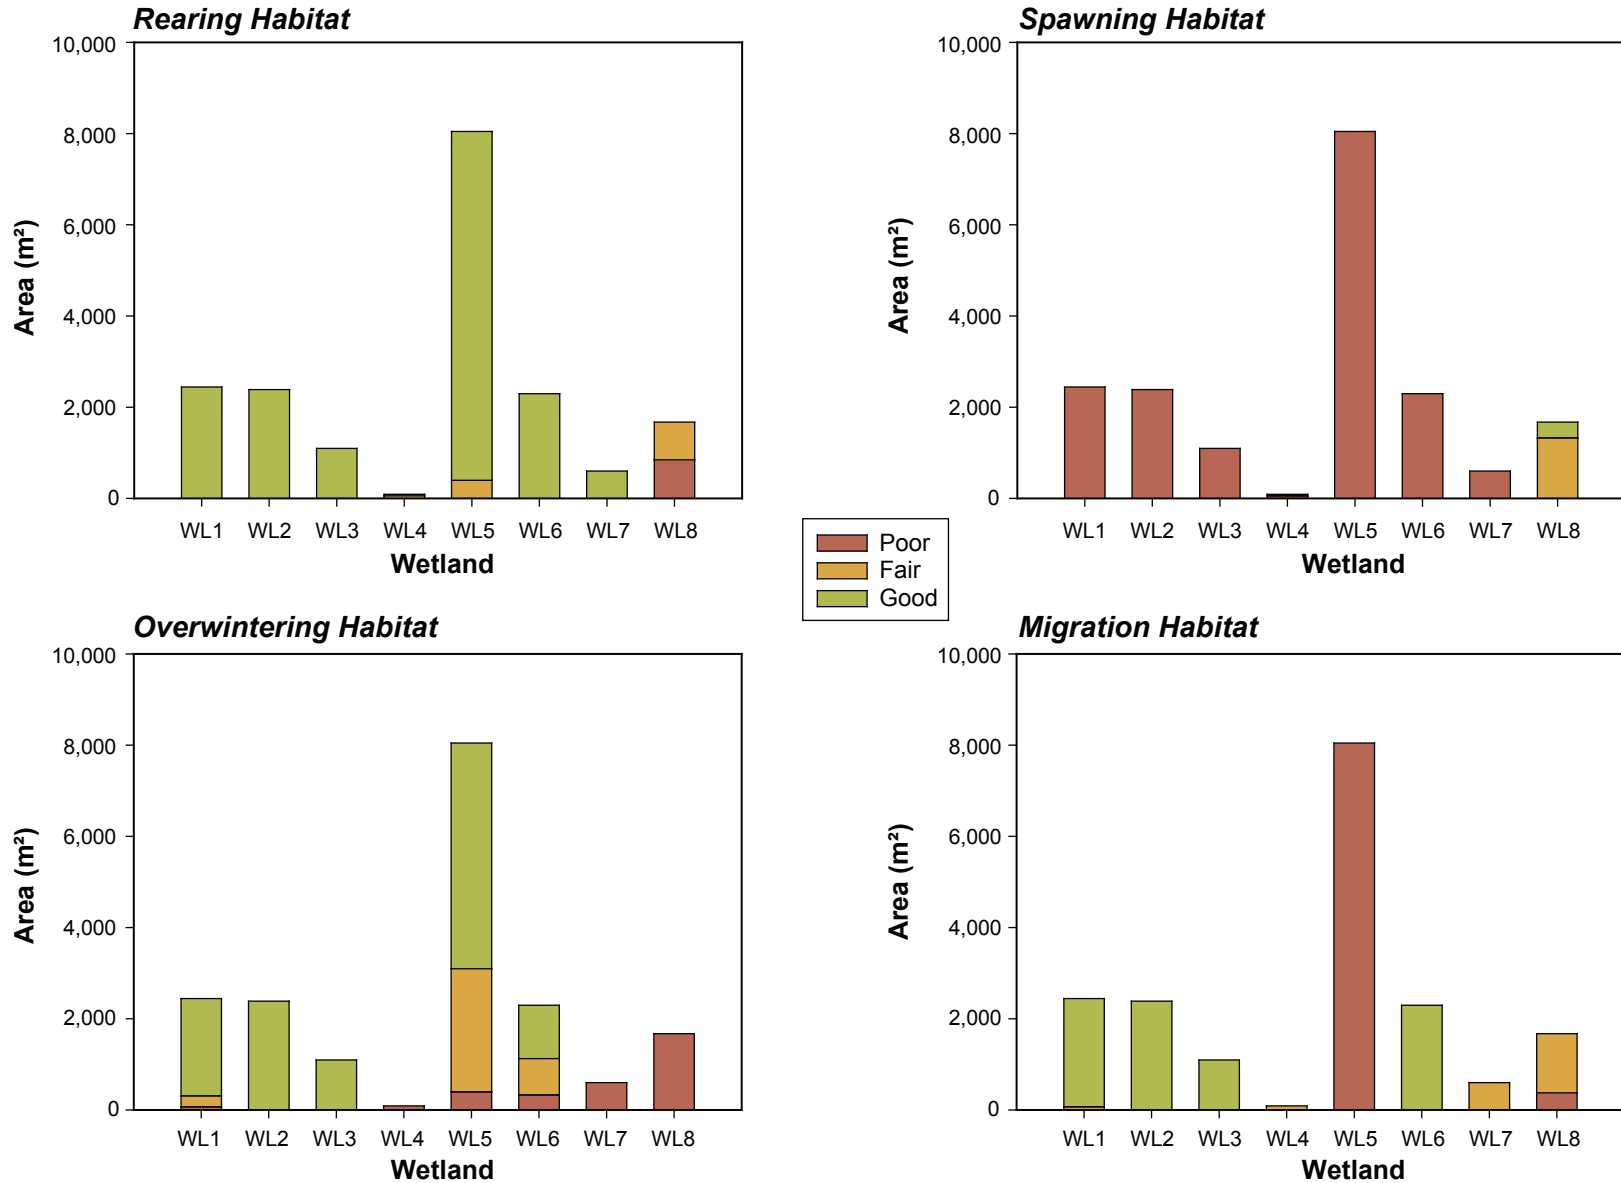 Rearing Habitat
10,000
8,000
6,000
4,000
2,000
0
Area (m²)
WL1 WL2 WL3 WL4 WL5 WL6 WL7 WL8
Wetland
Spawning Habitat
10,000
8,000
6,000
4,000
2,000
0
Area (m²)
WL1 WL2 WL3 WL4 WL5 WL6 WL7 WL8
Wetland
Poor
Fair
Good
Overwintering Habitat
10,000
8,000
6,000
4,000
2,000
0
Area (m²)
WL1 WL2 WL3 WL4 WL5 WL6 WL7 WL8
Wetland
Migration Habitat
10,000
8,000
6,000
4,000
2,000
0
Area (m²)
WL1 WL2 WL3 WL4 WL5 WL6 WL7 WL8
Wetland